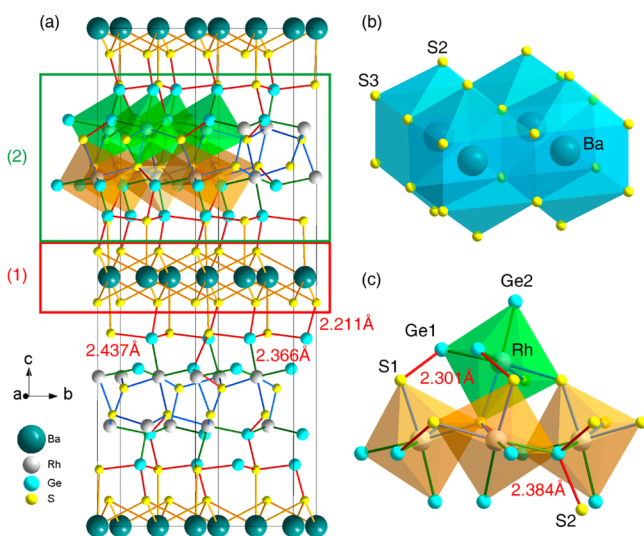 (a)
(2)
(1)
2.437Å
2.366Å
2.211Å
c
a
b
Ba
Rh
Ge
S
(b)
S2
S3
Ba
(c)
Ge2
Ge1
Rh
S1
2.301Å
2.384Å
S2